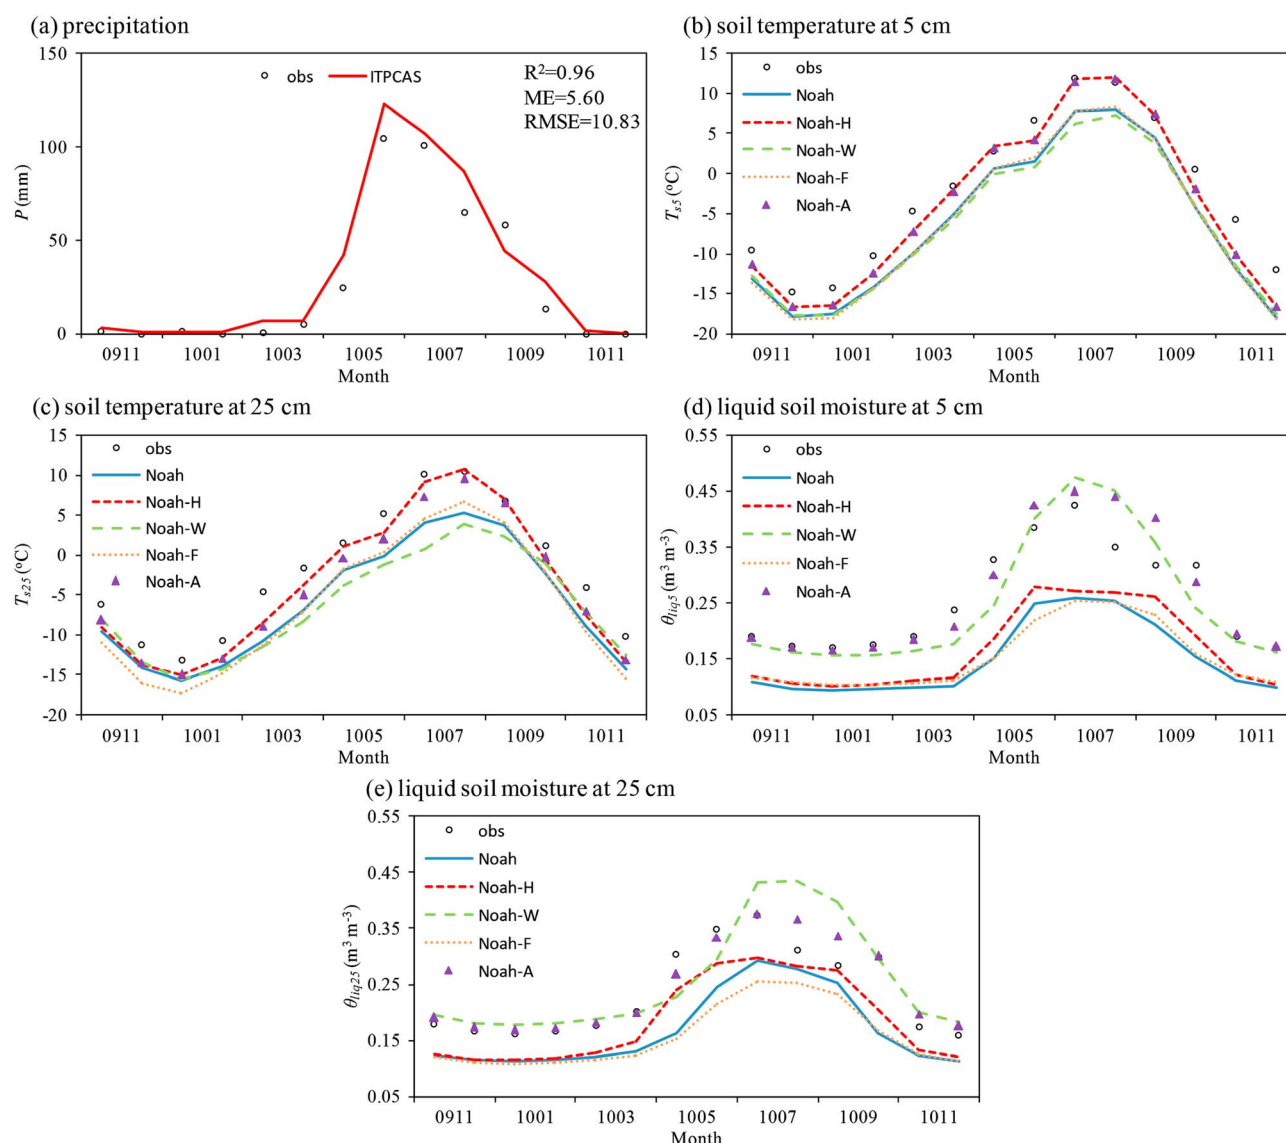 (a) precipitation
150
100
50
0
P (mm)
obs
ITPCAS
R²=0.96
ME=5.60
RMSE=10.83
0911 1001 1003 1005 1007 1009 1011
Month
(b) soil temperature at 5 cm
15
10
5
0
-5
-10
-15
-20
Ts5 (°C)
obs
Noah
Noah-H
Noah-W
Noah-F
Noah-A
0911 1001 1003 1005 1007 1009 1011
Month
(c) soil temperature at 25 cm
15
10
5
0
-5
-10
-15
-20
Ts25 (°C)
obs
Noah
Noah-H
Noah-W
Noah-F
Noah-A
0911 1001 1003 1005 1007 1009 1011
Month
(d) liquid soil moisture at 5 cm
0.55
0.45
0.35
0.25
0.15
0.05
θliq5 (m³ m⁻³)
obs
Noah
Noah-H
Noah-W
Noah-F
Noah-A
0911 1001 1003 1005 1007 1009 1011
Month
(e) liquid soil moisture at 25 cm
0.55
0.45
0.35
0.25
0.15
0.05
θliq25 (m³ m⁻³)
obs
Noah
Noah-H
Noah-W
Noah-F
Noah-A
0911 1001 1003 1005 1007 1009 1011
Month